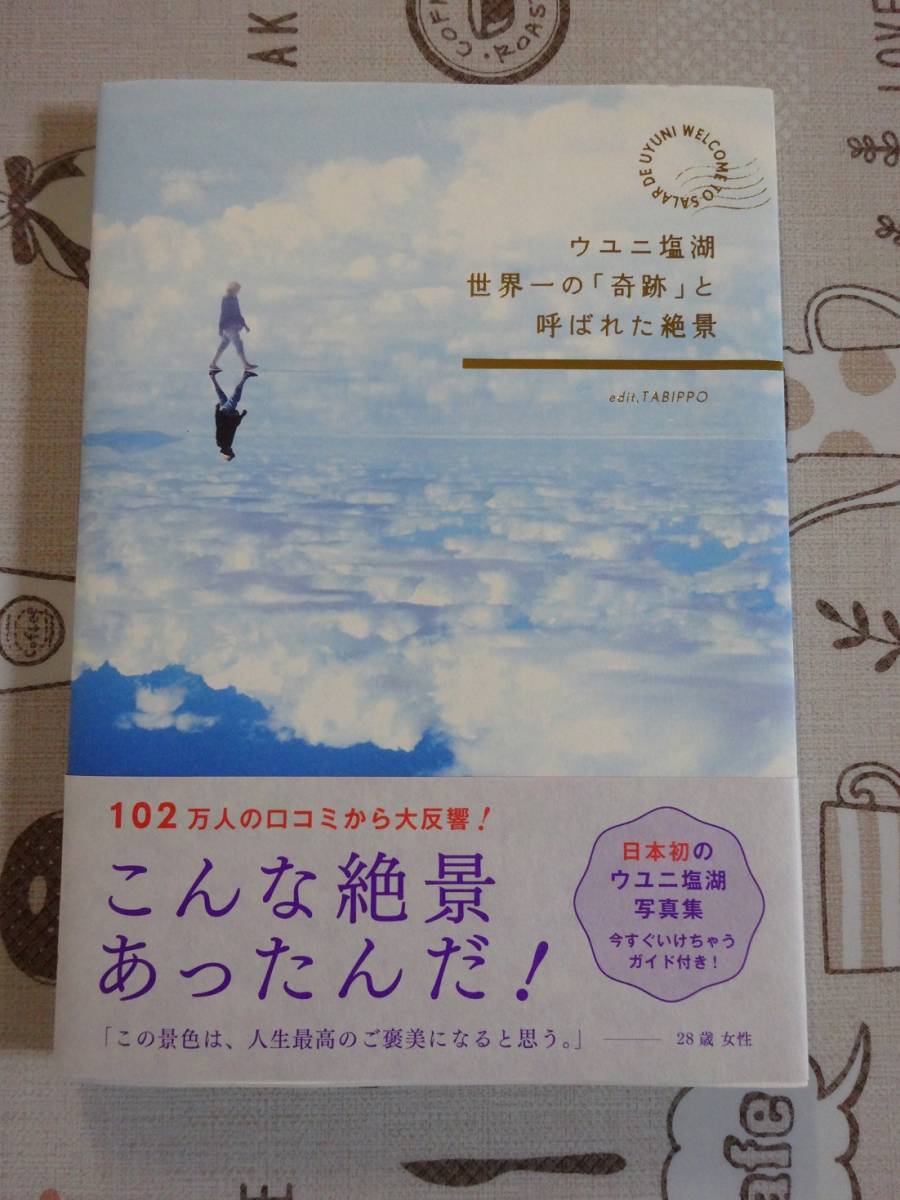 WELCOME TO SALAR DE UYUNI
ウユニ塩湖
世界一の「奇跡」と
呼ばれた絶景
edit,TABIPPO
102万人の口コミから大反響!
こんな絶景
あったんだ!
日本初の
ウユニ塩湖
写真集
今すぐいけちゃう
ガイド付き!
「この景色は、人生最高のご褒美になると思う。」 —— 28歳 女性
AK
ROAST
LOVE
afe
E